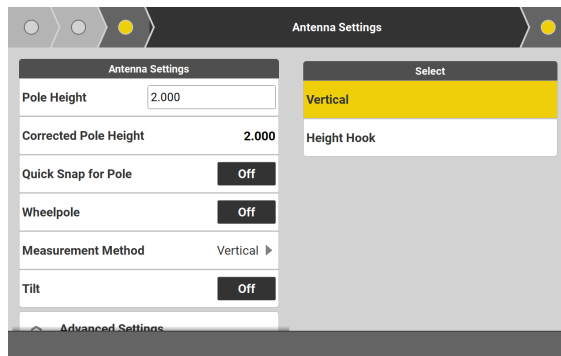 Antenna Settings
Antenna Settings
Pole Height 2.000
Corrected Pole Height 2.000
Quick Snap for Pole Off
Wheelpole Off
Measurement Method Vertical
Tilt Off
Advanced Settings
Select
Vertical
Height Hook